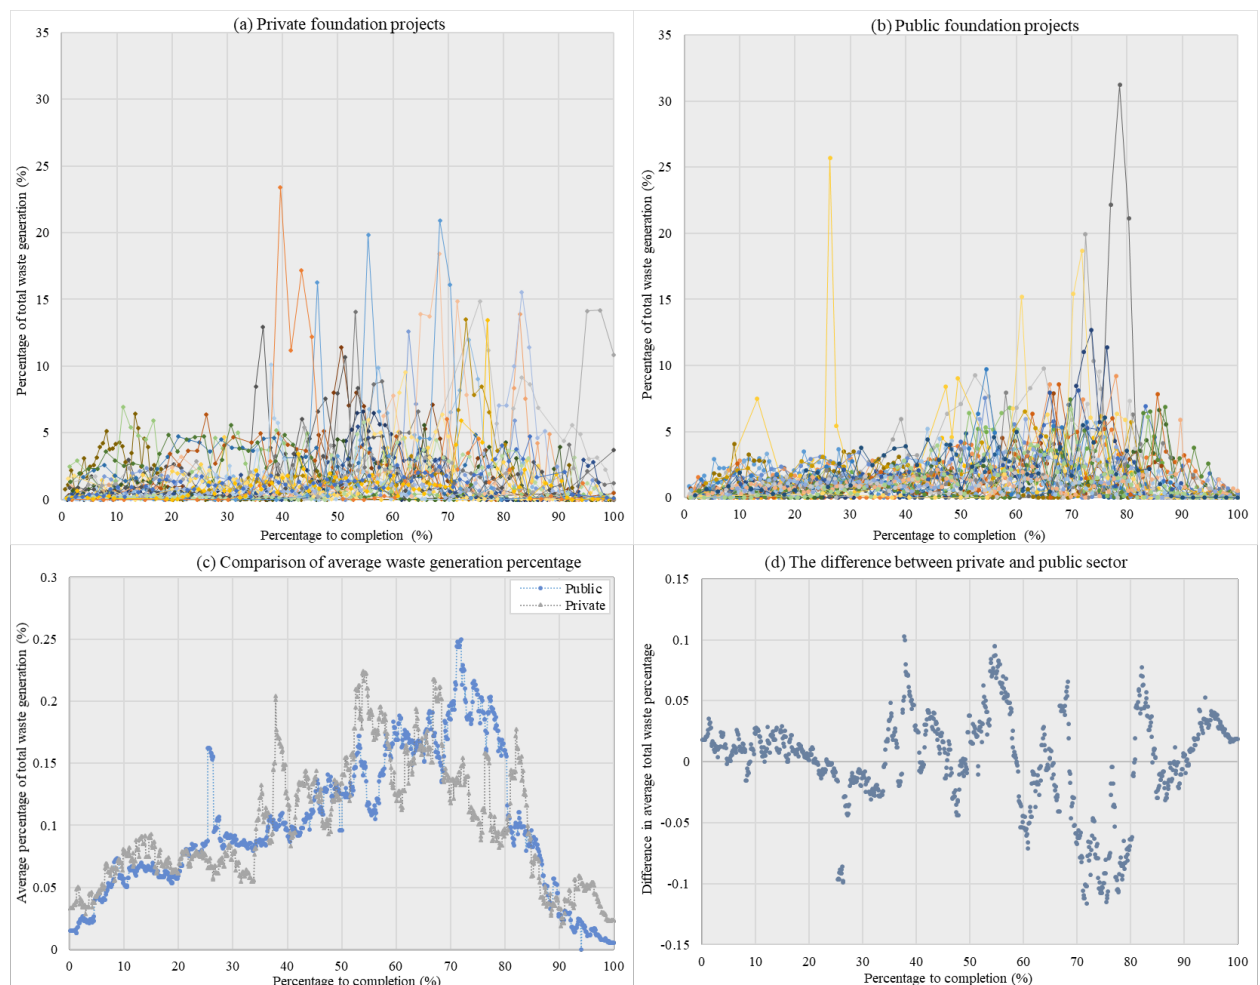 (a) Private foundation projects
35
30
25
20
15
10
5
0
Percentage of total waste generation (%)
0 10 20 30 40 50 60 70 80 90 100
Percentage to completion (%)
(b) Public foundation projects
35
30
25
20
15
10
5
0
Percentage of total waste generation (%)
0 10 20 30 40 50 60 70 80 90 100
Percentage to completion (%)
(c) Comparison of average waste generation percentage
0.3
0.25
0.2
0.15
0.1
0.05
0
Average percentage of total waste generation (%)
Public
Private
0 10 20 30 40 50 60 70 80 90 100
Percentage to completion (%)
(d) The difference between private and public sector
0.15
0.1
0.05
0
-0.05
-0.1
-0.15
Difference in average total waste percentage
0 10 20 30 40 50 60 70 80 90 100
Percentage to completion (%)